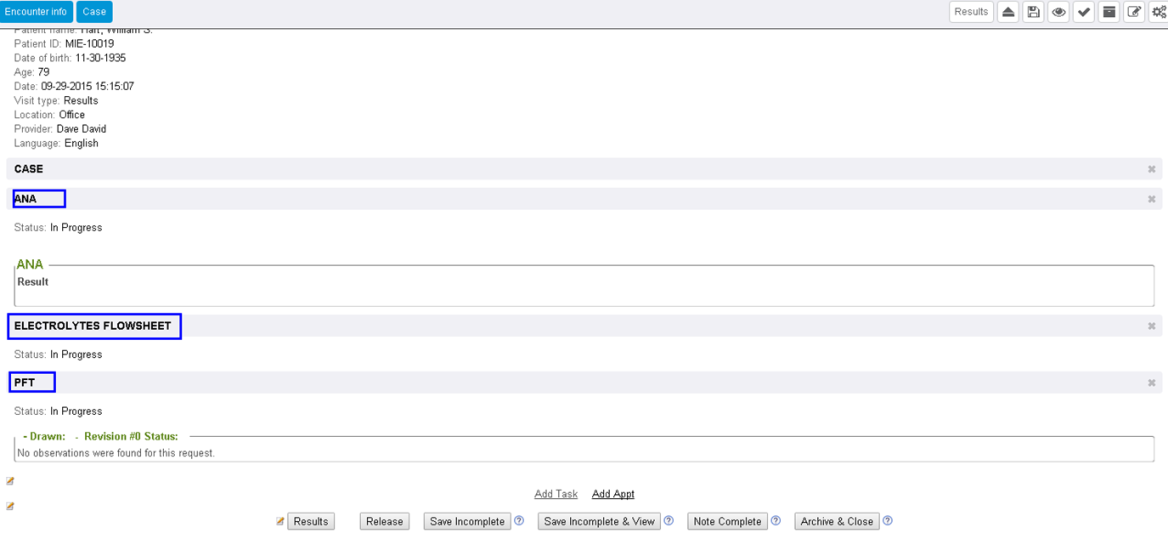 Encounter info Case Results
Patient name: Hart, William S.
Patient ID: MIE-10019
Date of birth: 11-30-1935
Age: 79
Date: 09-29-2015 15:15:07
Visit type: Results
Location: Office
Provider: Dave David
Language: English
CASE
ANA
Status: In Progress
ANA
Result
ELECTROLYTES FLOWSHEET
Status: In Progress
PFT
Status: In Progress
- Drawn: - Revision #0 Status:
No observations were found for this request.
Add Task Add Appt
Results Release Save Incomplete Save Incomplete & View Note Complete Archive & Close